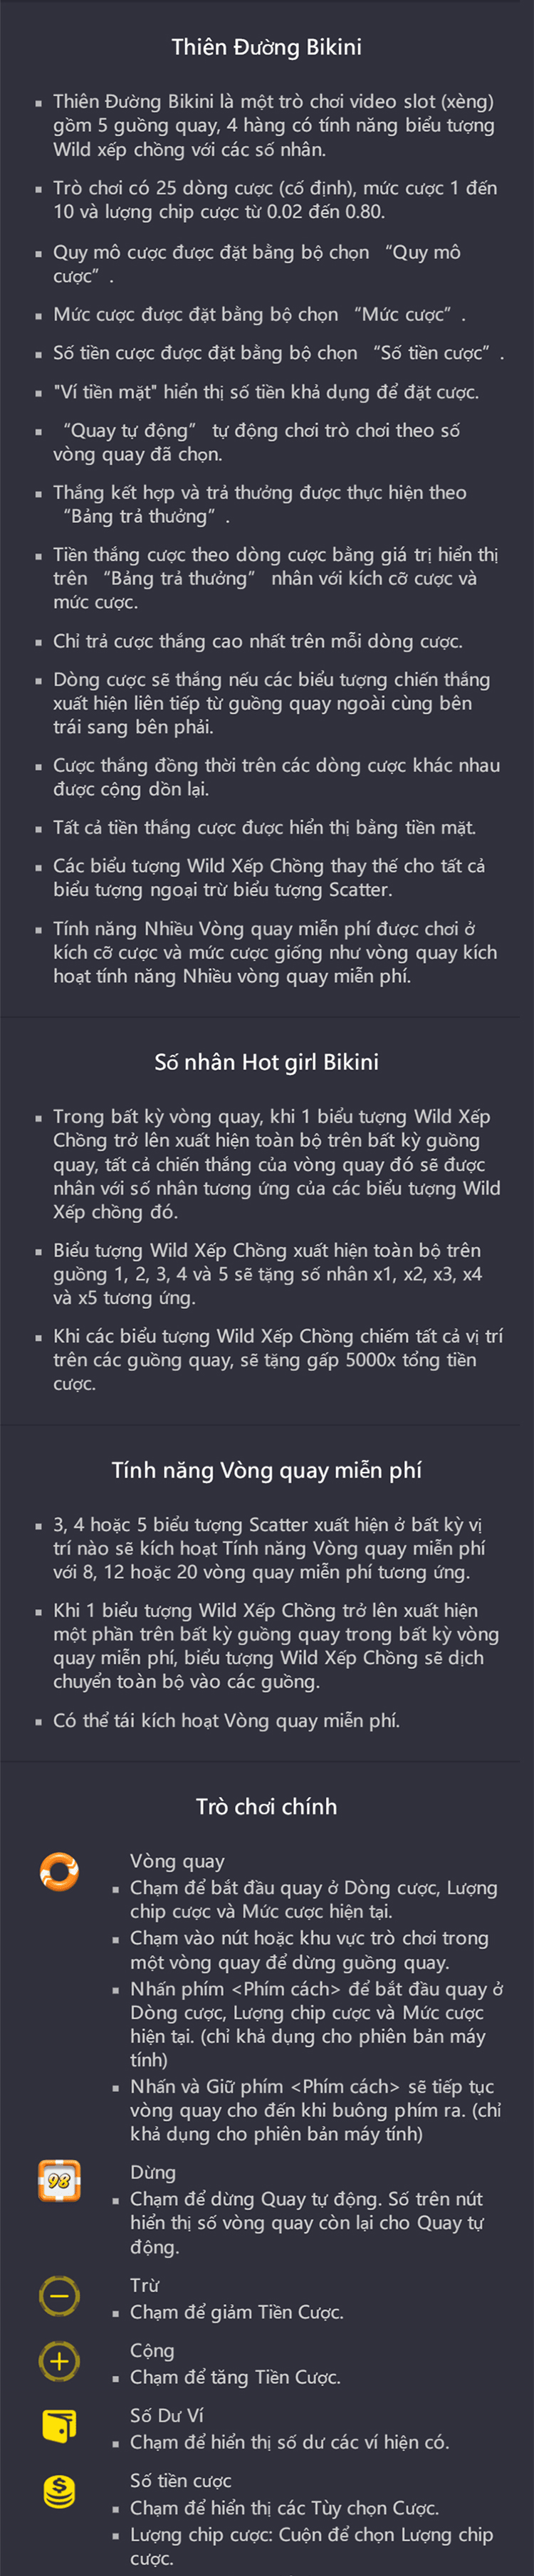 Thiên Đường Bikini
▪ Thiên Đường Bikini là một trò chơi video slot (xèng)
gồm 5 guồng quay, 4 hàng có tính năng biểu tượng
Wild xếp chồng với các số nhân.
▪ Trò chơi có 25 dòng cược (cố định), mức cược 1 đến
10 và lượng chip cược từ 0.02 đến 0.80.
▪ Quy mô cược được đặt bằng bộ chọn “Quy mô
cược”.
▪ Mức cược được đặt bằng bộ chọn “Mức cược”.
▪ Số tiền cược được đặt bằng bộ chọn “Số tiền cược”.
▪ "Ví tiền mặt" hiển thị số tiền khả dụng để đặt cược.
▪ “Quay tự động” tự động chơi trò chơi theo số
vòng quay đã chọn.
▪ Thắng kết hợp và trả thưởng được thực hiện theo
“Bảng trả thưởng”.
▪ Tiền thắng cược theo dòng cược bằng giá trị hiển thị
trên “Bảng trả thưởng” nhân với kích cỡ cược và
mức cược.
▪ Chỉ trả cược thắng cao nhất trên mỗi dòng cược.
▪ Dòng cược sẽ thắng nếu các biểu tượng chiến thắng
xuất hiện liên tiếp từ guồng quay ngoài cùng bên
trái sang bên phải.
▪ Cược thắng đồng thời trên các dòng cược khác nhau
được cộng dồn lại.
▪ Tất cả tiền thắng cược được hiển thị bằng tiền mặt.
▪ Các biểu tượng Wild Xếp Chồng thay thế cho tất cả
biểu tượng ngoại trừ biểu tượng Scatter.
▪ Tính năng Nhiều Vòng quay miễn phí được chơi ở
kích cỡ cược và mức cược giống như vòng quay kích
hoạt tính năng Nhiều vòng quay miễn phí.
Số nhân Hot girl Bikini
▪ Trong bất kỳ vòng quay, khi 1 biểu tượng Wild Xếp
Chồng trở lên xuất hiện toàn bộ trên bất kỳ guồng
quay, tất cả chiến thắng của vòng quay đó sẽ được
nhân với số nhân tương ứng của các biểu tượng Wild
Xếp chồng đó.
▪ Biểu tượng Wild Xếp Chồng xuất hiện toàn bộ trên
guồng 1, 2, 3, 4 và 5 sẽ tặng số nhân x1, x2, x3, x4
và x5 tương ứng.
▪ Khi các biểu tượng Wild Xếp Chồng chiếm tất cả vị trí
trên các guồng quay, sẽ tặng gấp 5000x tổng tiền
cược.
Tính năng Vòng quay miễn phí
▪ 3, 4 hoặc 5 biểu tượng Scatter xuất hiện ở bất kỳ vị
trí nào sẽ kích hoạt Tính năng Vòng quay miễn phí
với 8, 12 hoặc 20 vòng quay miễn phí tương ứng.
▪ Khi 1 biểu tượng Wild Xếp Chồng trở lên xuất hiện
một phần trên bất kỳ guồng quay trong bất kỳ vòng
quay miễn phí, biểu tượng Wild Xếp Chồng sẽ dịch
chuyển toàn bộ vào các guồng.
▪ Có thể tái kích hoạt Vòng quay miễn phí.
Trò chơi chính
Vòng quay
▪ Chạm để bắt đầu quay ở Dòng cược, Lượng
chip cược và Mức cược hiện tại.
▪ Chạm vào nút hoặc khu vực trò chơi trong
một vòng quay để dừng guồng quay.
▪ Nhấn phím <Phím cách> để bắt đầu quay ở
Dòng cược, Lượng chip cược và Mức cược
hiện tại. (chỉ khả dụng cho phiên bản máy
tính)
▪ Nhấn và Giữ phím <Phím cách> sẽ tiếp tục
vòng quay cho đến khi buông phím ra. (chỉ
khả dụng cho phiên bản máy tính)
98
Dừng
▪ Chạm để dừng Quay tự động. Số trên nút
hiển thị số vòng quay còn lại cho Quay tự
động.
Trừ
▪ Chạm để giảm Tiền Cược.
Cộng
▪ Chạm để tăng Tiền Cược.
Số Dư Ví
▪ Chạm để hiển thị số dư các ví hiện có.
Số tiền cược
▪ Chạm để hiển thị các Tùy chọn Cược.
▪ Lượng chip cược: Cuộn để chọn Lượng chip
cược.